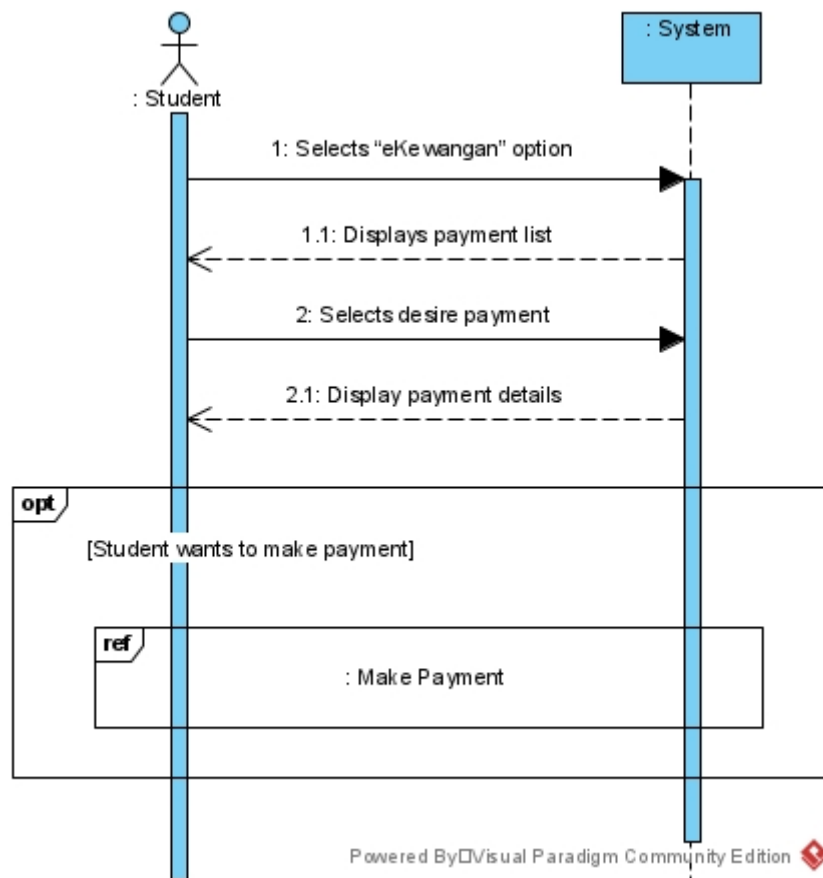 : System
: Student
1: Selects “eKewangan” option
1.1: Displays payment list
2: Selects desire payment
2.1: Display payment details
opt
[Student wants to make payment]
ref
: Make Payment
Powered By□Visual Paradigm Community Edition